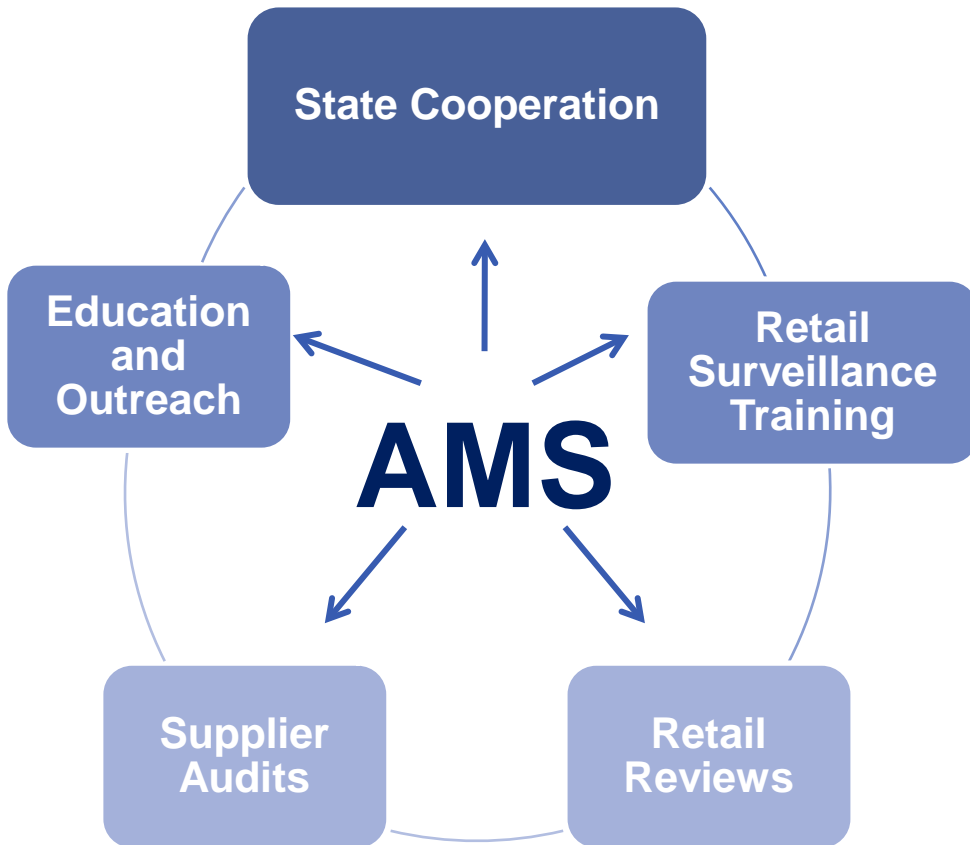 State Cooperation
Education
and
Outreach
Retail
Surveillance
Training
AMS
Supplier
Audits
Retail
Reviews